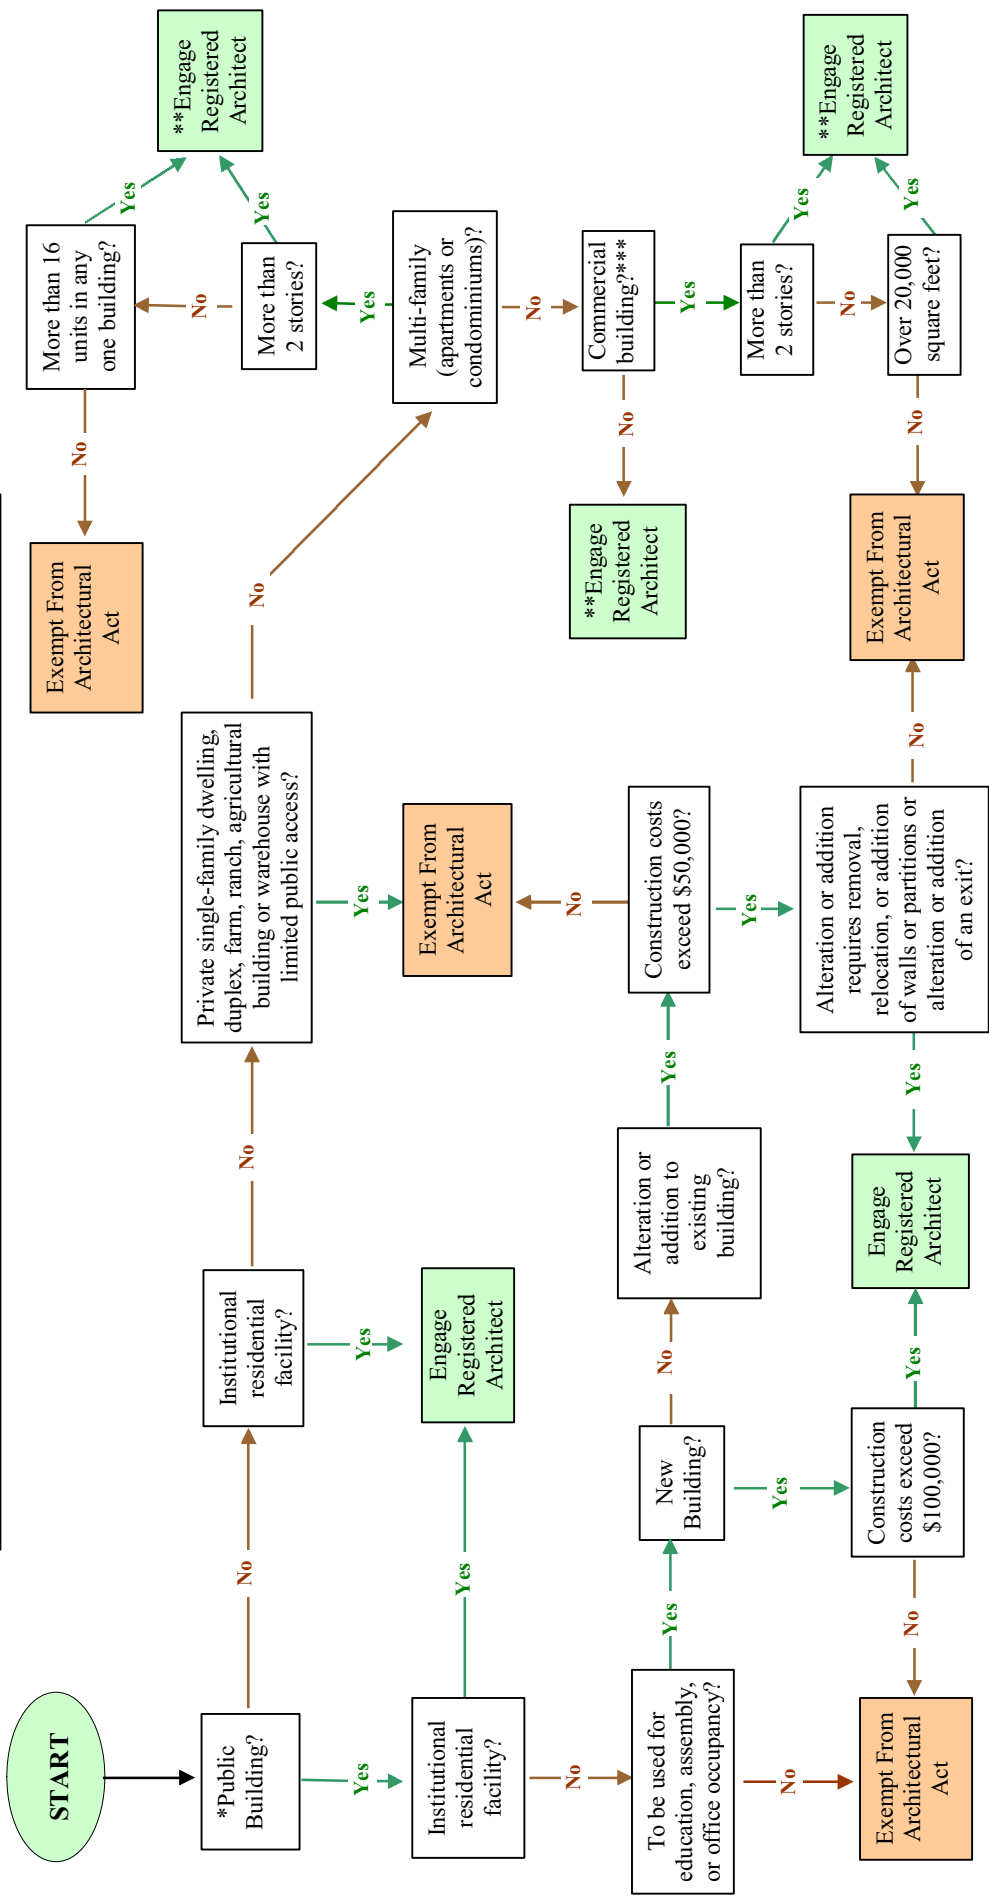 START
*Public
Building?
No
Institutional
residential
facility?
No
Private single-family dwelling,
duplex, farm, ranch, agricultural
building or warehouse with
limited public access?
No
Multi-family
(apartments or
condominiums)?
Yes
More than
2 stories?
Yes
**Engage
Registered
Architect
No
More than 16
units in any
one building?
Yes
No
Exempt From
Architectural
Act
Yes
Institutional
residential
facility?
Yes
Engage
Registered
Architect
Yes
Yes
Exempt From
Architectural
Act
No
Commercial
building?***
No
**Engage
Registered
Architect
Yes
More than
2 stories?
Yes
**Engage
Registered
Architect
No
Over 20,000
square feet?
Yes
No
Exempt From
Architectural
Act
No
To be used for
education, assembly,
or office occupancy?
Yes
New
Building?
No
Alteration or
addition to
existing
building?
Yes
Construction costs
exceed $50,000?
No
Yes
Alteration or addition
requires removal,
relocation, or addition
of walls or partions or
alteration or addition
of an exit?
No
Yes
Engage
Registered
Architect
Yes
Yes
Construction
costs exceed
$100,000?
No
No
Exempt From
Architectural
Act